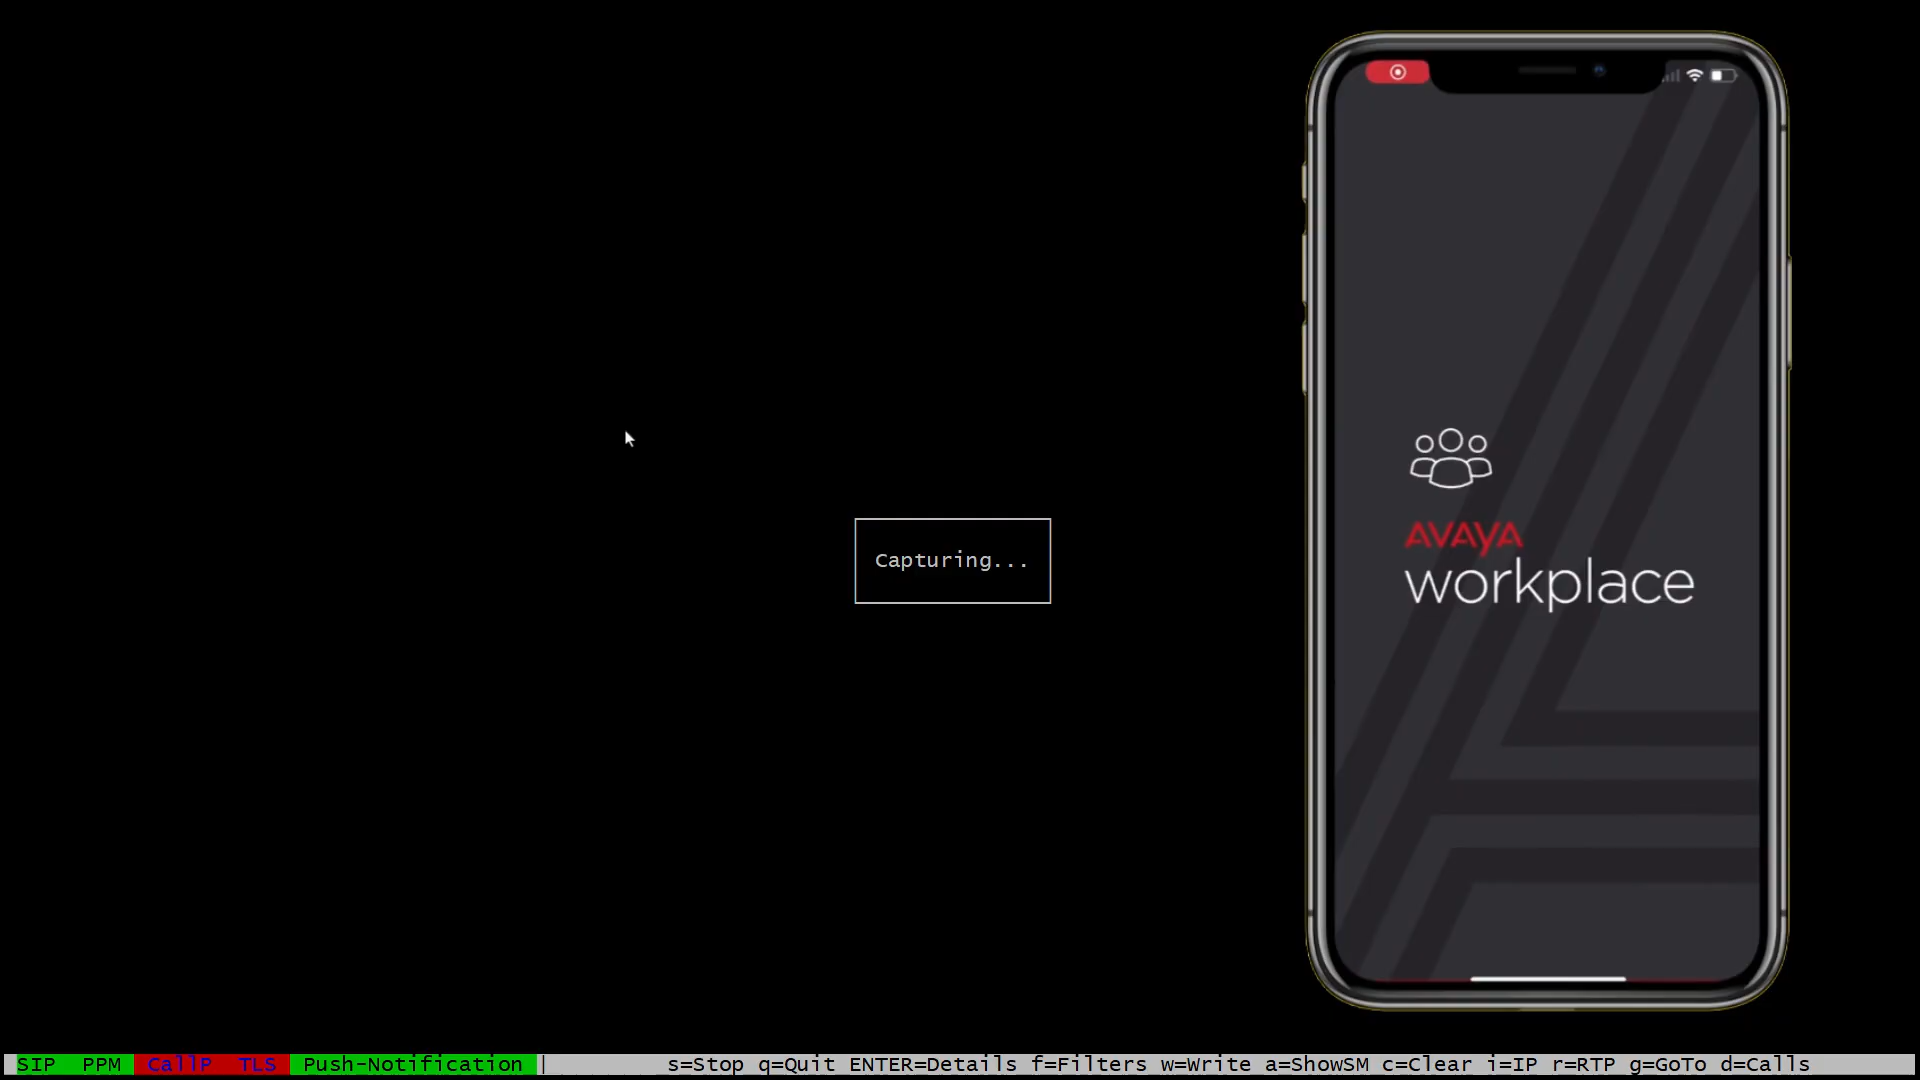 AVAYA
workplace
Capturing...
SIP PPM CallP TLS Push-Notification | s=Stop q=Quit ENTER=Details f=Filters w=Write a=ShowSM c=Clear i=IP r=RTP g=GoTo d=Calls